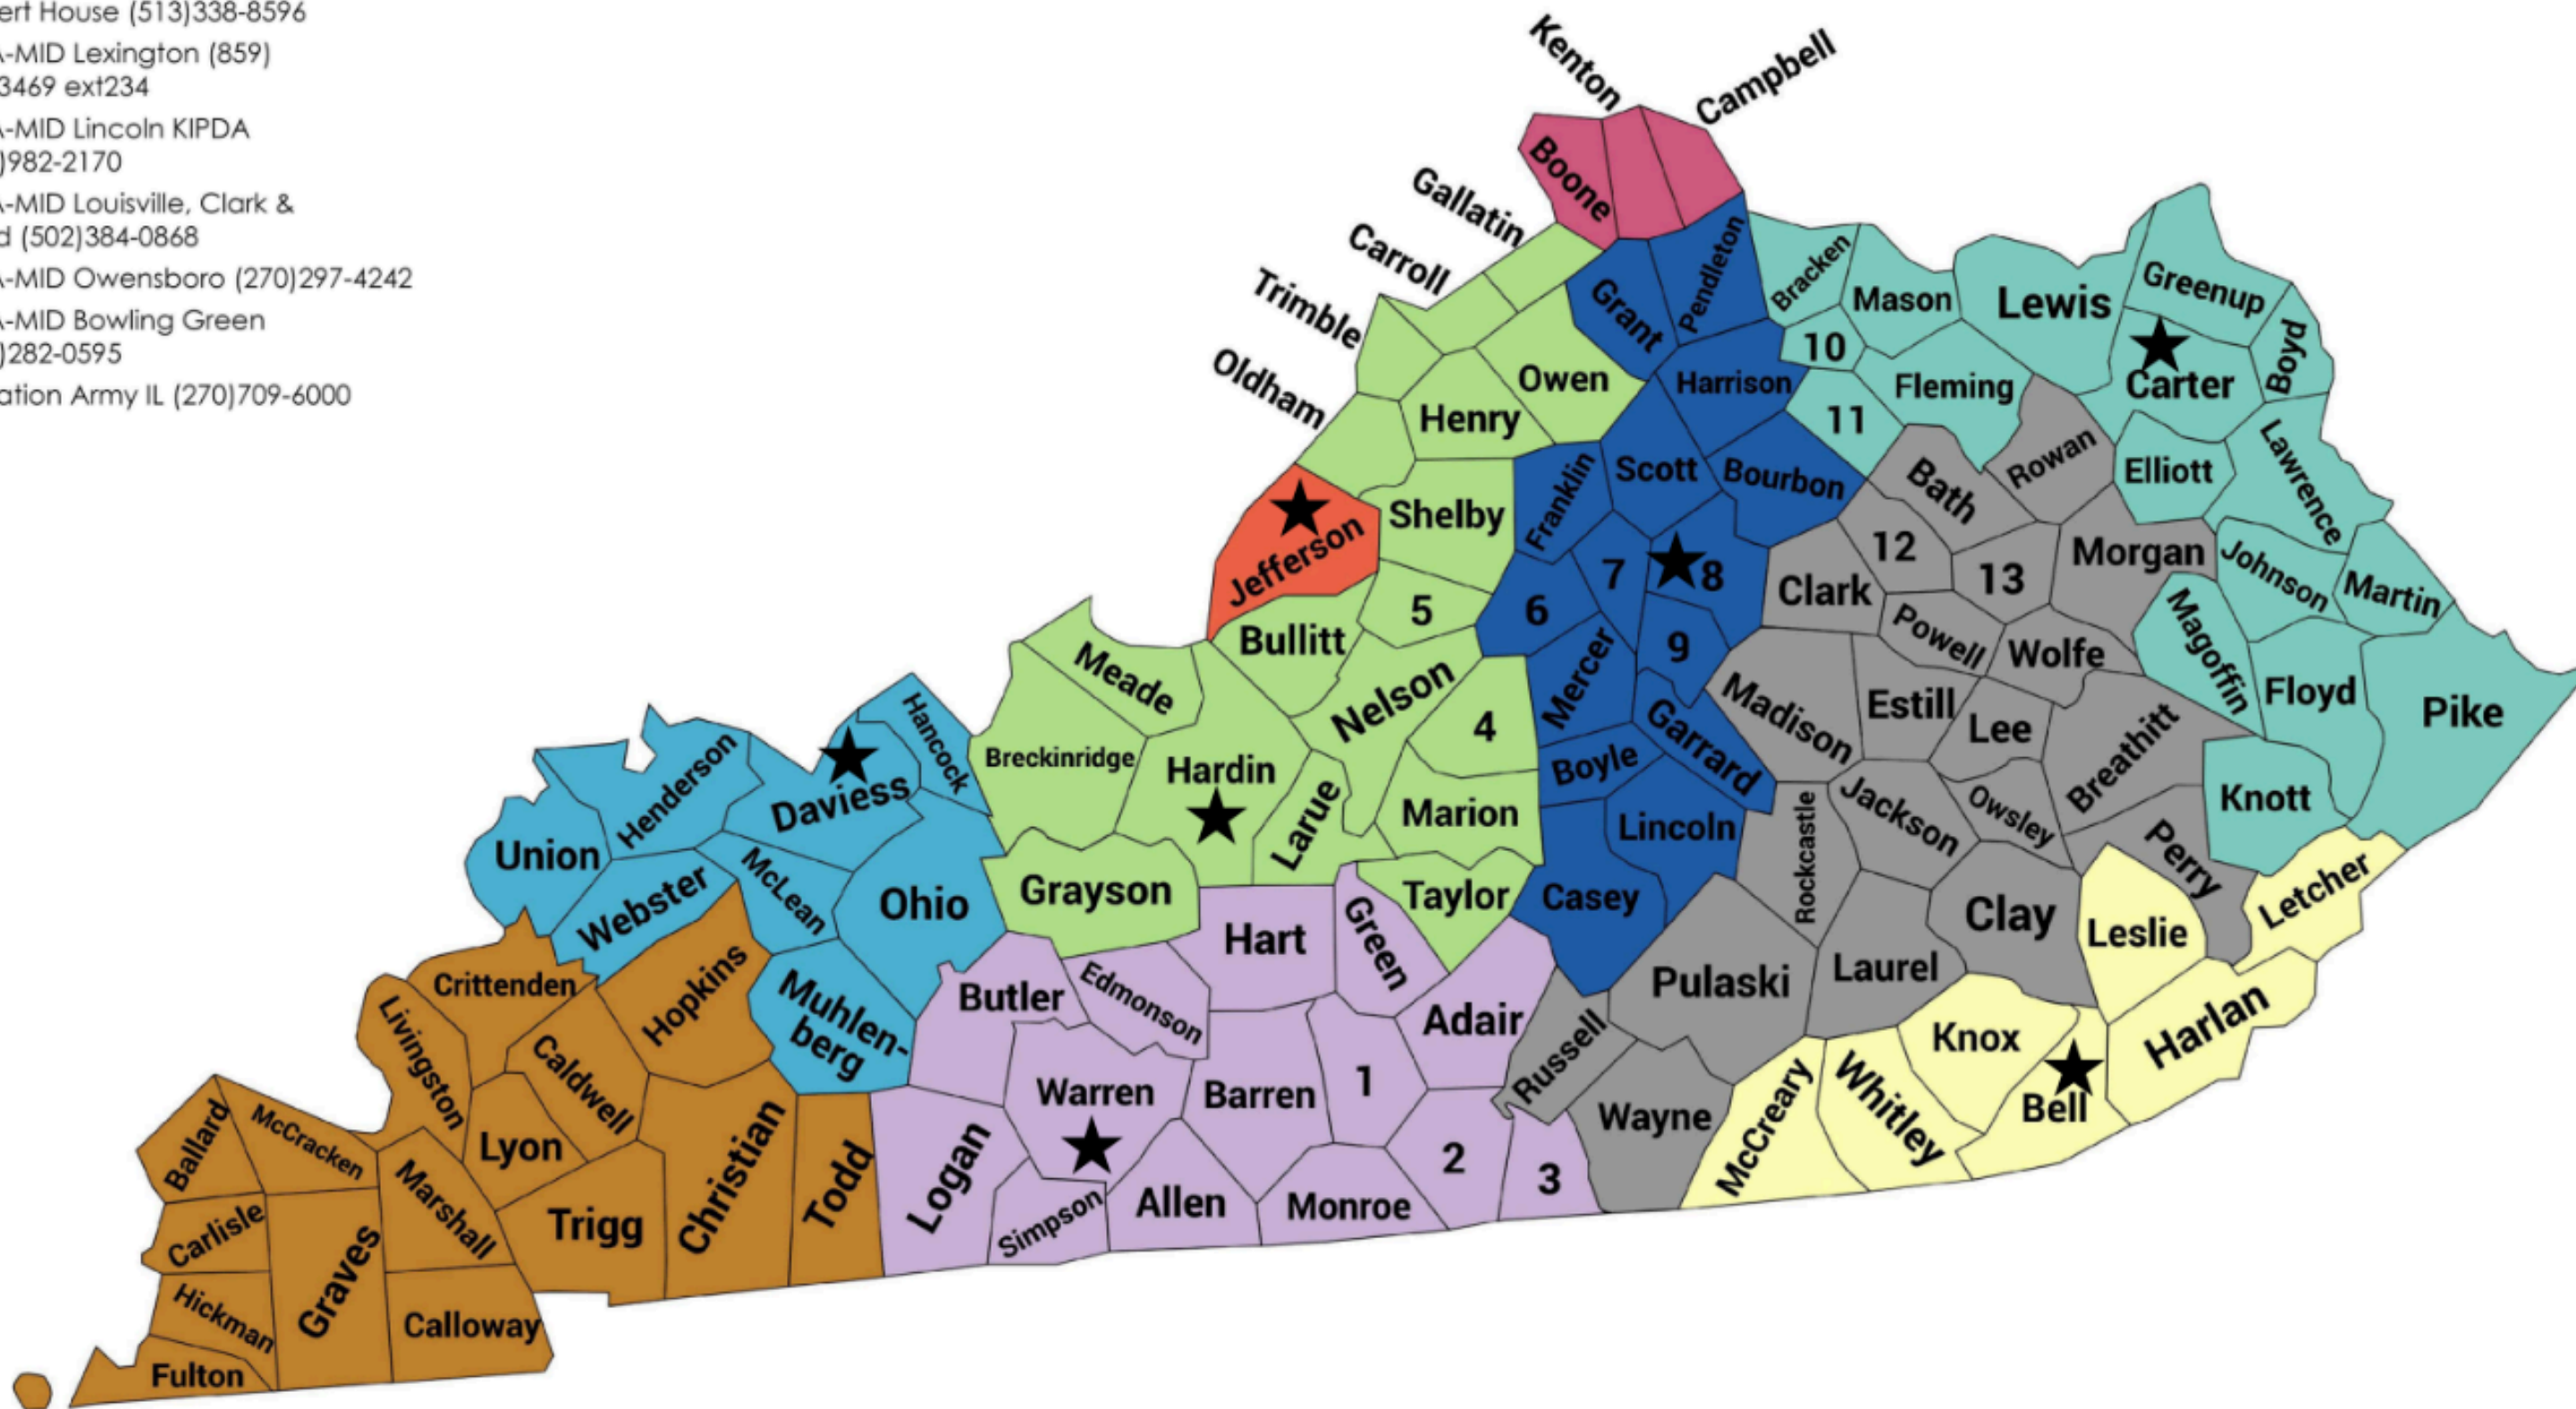 ert House (513)338-8596
A-MID Lexington (859)
3469 ext234
A-MID Lincoln KIPDA
)982-2170
A-MID Louisville, Clark &
d (502)384-0868
A-MID Owensboro (270)297-4242
A-MID Bowling Green
)282-0595
ation Army IL (270)709-6000
Kenton
Campbell
Boone
Gallatin
Carroll
Trimble
Oldham
Grant
Pendleton
Bracken
Mason
Lewis
Greenup
Boyd
Carter
10
11
Fleming
Owen
Harrison
Henry
Rowan
Elliott
Lawrence
Bath
Scott
Bourbon
Franklin
Shelby
Jefferson
Morgan
Johnson
Martin
12
13
7
8
Clark
5
6
Bullitt
9
Powell
Wolfe
Magoffin
Floyd
Pike
Meade
Nelson
Mercer
Madison
Estill
Lee
Breathitt
4
Garrard
Boyle
Hancock
Breckinridge
Hardin
Larue
Marion
Lincoln
Rockcastle
Jackson
Owsley
Knott
Perry
Letcher
Henderson
Daviess
Union
Webster
McLean
Ohio
Grayson
Taylor
Casey
Clay
Leslie
Hart
Green
Pulaski
Laurel
Crittenden
Hopkins
Muhlen-
berg
Butler
Edmonson
Adair
Russell
Knox
Harlan
Livingston
Caldwell
Warren
Barren
1
Wayne
McCreary
Whitley
Bell
Ballard
McCracken
Lyon
Marshall
Christian
Todd
Logan
2
3
Simpson
Allen
Monroe
Carlisle
Graves
Trigg
Hickman
Calloway
Fulton